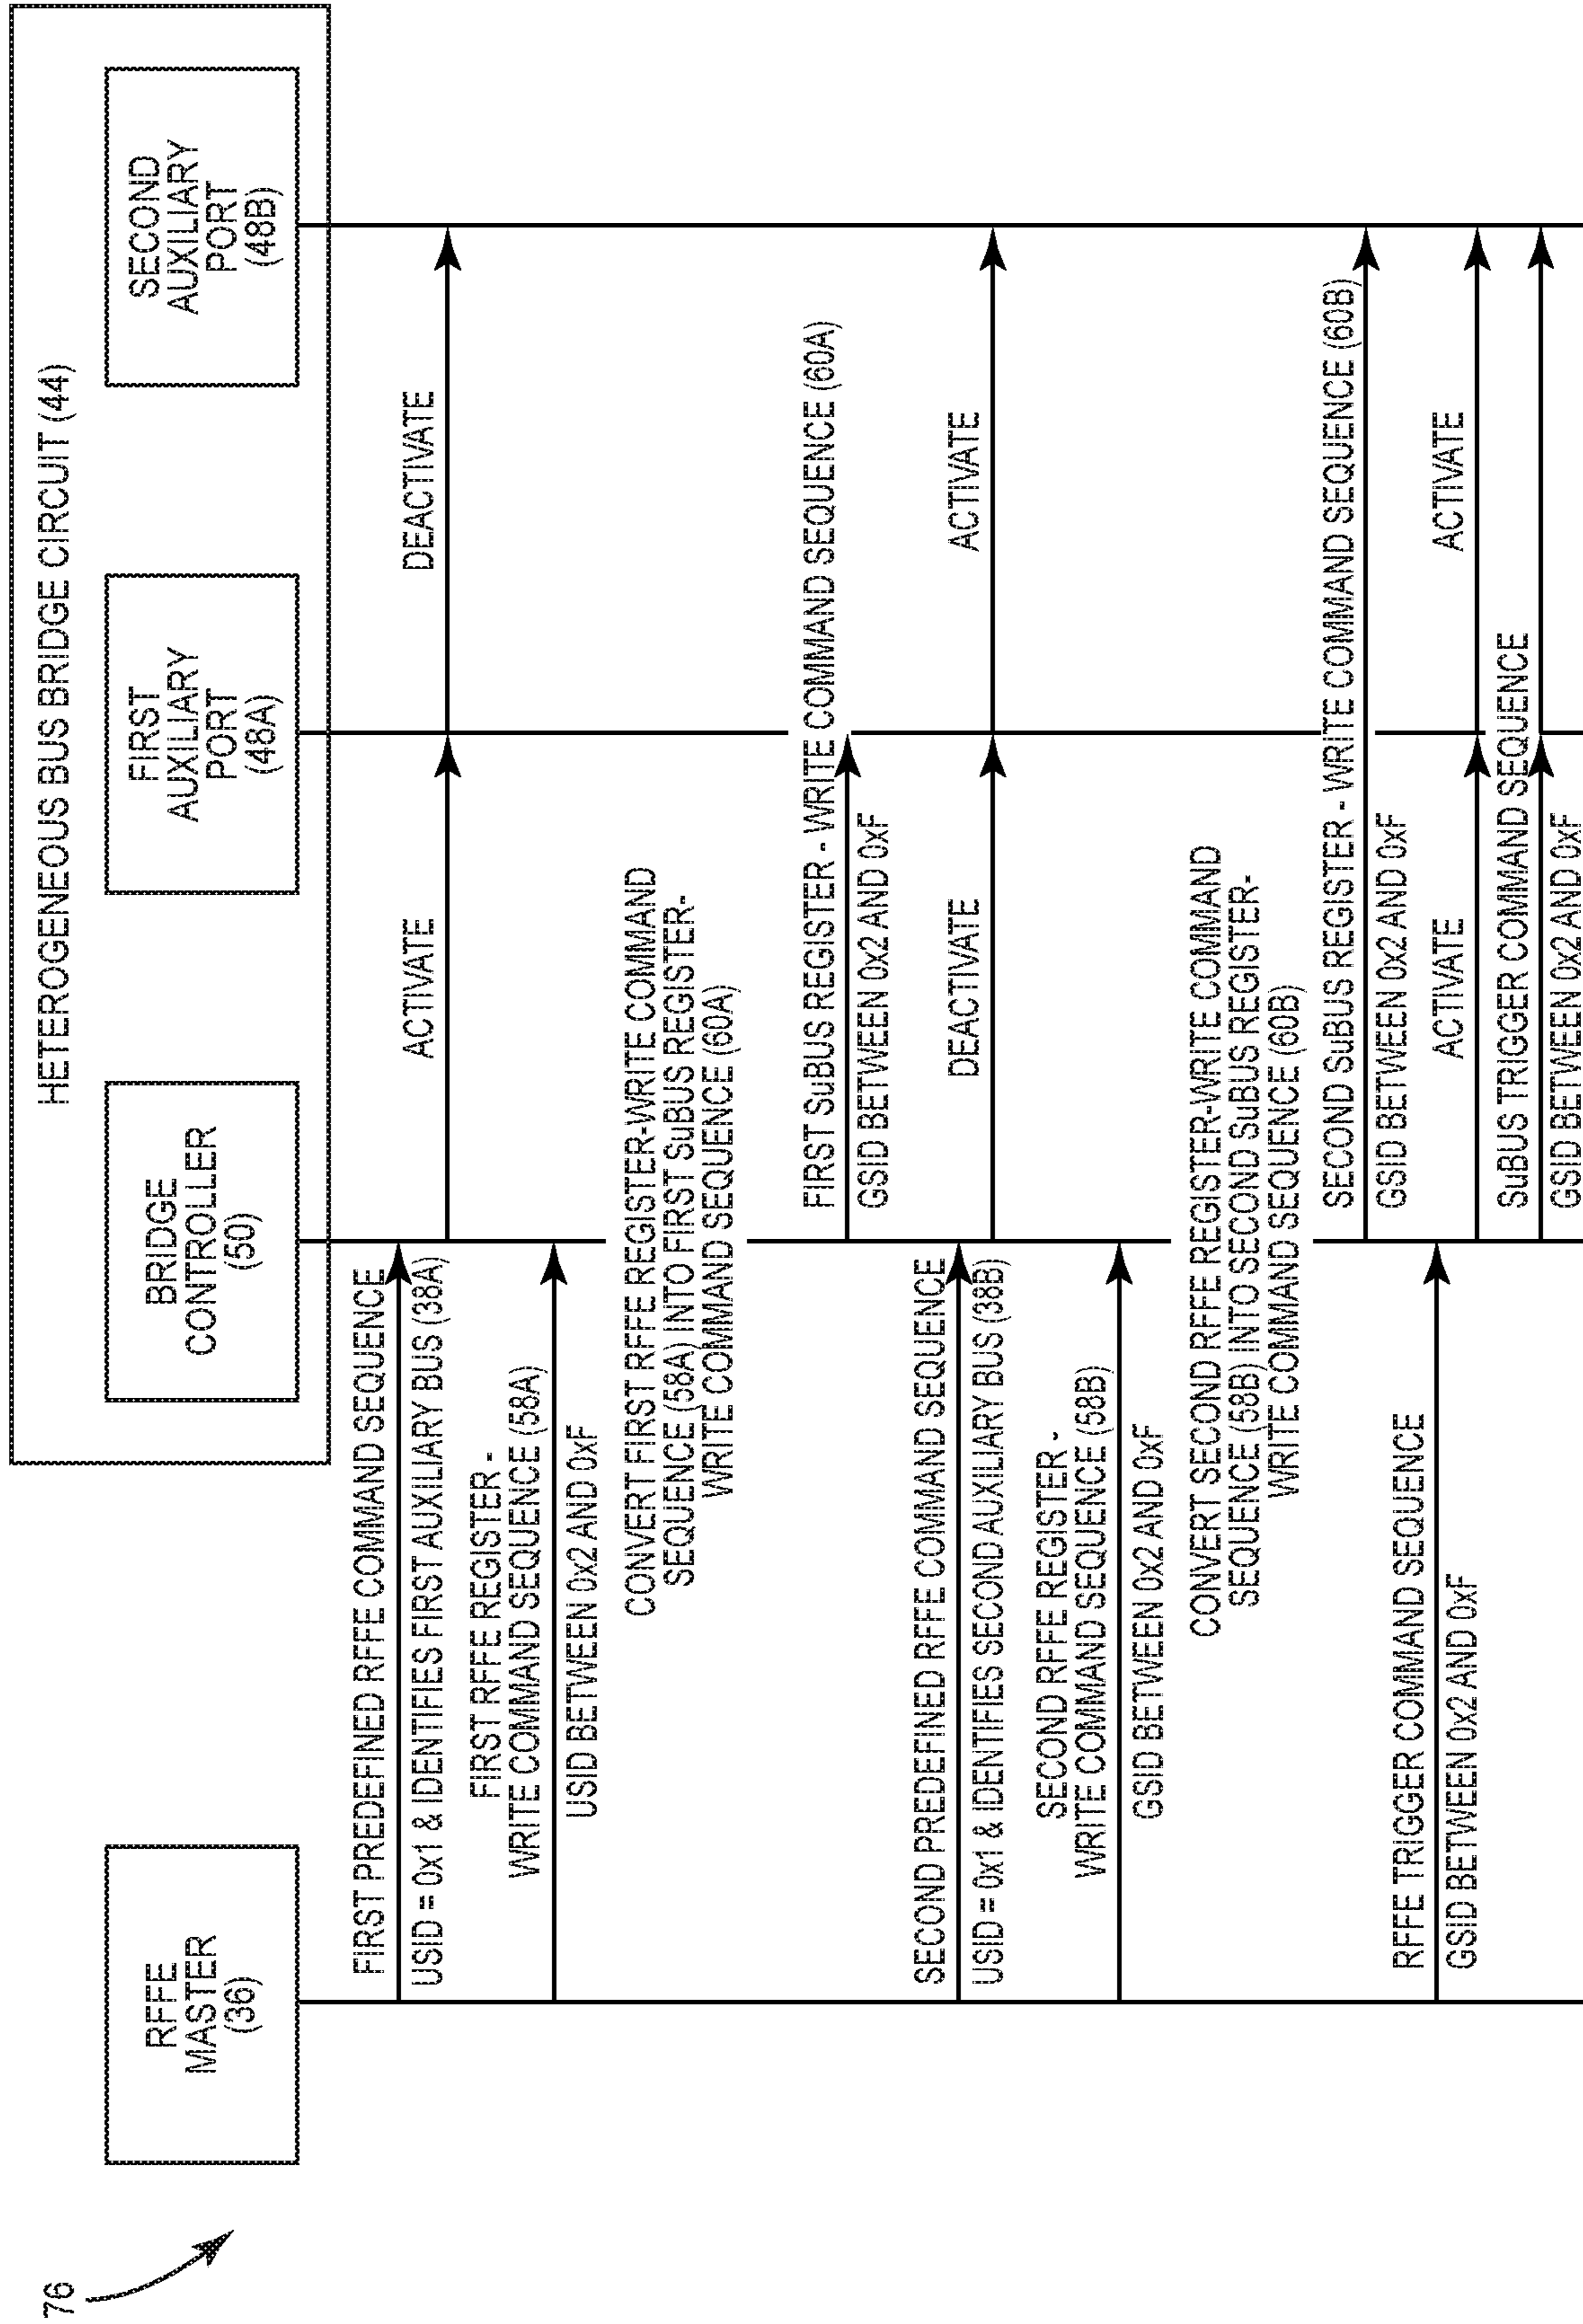 76
HETEROGENEOUS BUS BRIDGE CIRCUIT (44)
RFFE
MASTER
(36)
BRIDGE
CONTROLLER
(50)
FIRST
AUXILIARY
PORT
(48A)
SECOND
AUXILIARY
PORT
(48B)
FIRST PREDEFINED RFFE COMMAND SEQUENCE
USID = 0x1 & IDENTIFIES FIRST AUXILIARY BUS (38A)
ACTIVATE
DEACTIVATE
FIRST RFFE REGISTER -
WRITE COMMAND SEQUENCE (58A)
USID BETWEEN 0x2 AND 0xF
CONVERT FIRST RFFE REGISTER-WRITE COMMAND
SEQUENCE (58A) INTO FIRST SuBUS REGISTER-
WRITE COMMAND SEQUENCE (60A)
FIRST SuBUS REGISTER - WRITE COMMAND SEQUENCE (60A)
GSID BETWEEN 0x2 AND 0xF
SECOND PREDEFINED RFFE COMMAND SEQUENCE
USID = 0x1 & IDENTIFIES SECOND AUXILIARY BUS (38B)
DEACTIVATE
ACTIVATE
SECOND RFFE REGISTER -
WRITE COMMAND SEQUENCE (58B)
GSID BETWEEN 0x2 AND 0xF
CONVERT SECOND RFFE REGISTER-WRITE COMMAND
SEQUENCE (58B) INTO SECOND SuBUS REGISTER-
WRITE COMMAND SEQUENCE (60B)
SECOND SuBUS REGISTER - WRITE COMMAND SEQUENCE (60B)
GSID BETWEEN 0x2 AND 0xF
RFFE TRIGGER COMMAND SEQUENCE
GSID BETWEEN 0x2 AND 0xF
ACTIVATE
ACTIVATE
SuBUS TRIGGER COMMAND SEQUENCE
GSID BETWEEN 0x2 AND 0xF